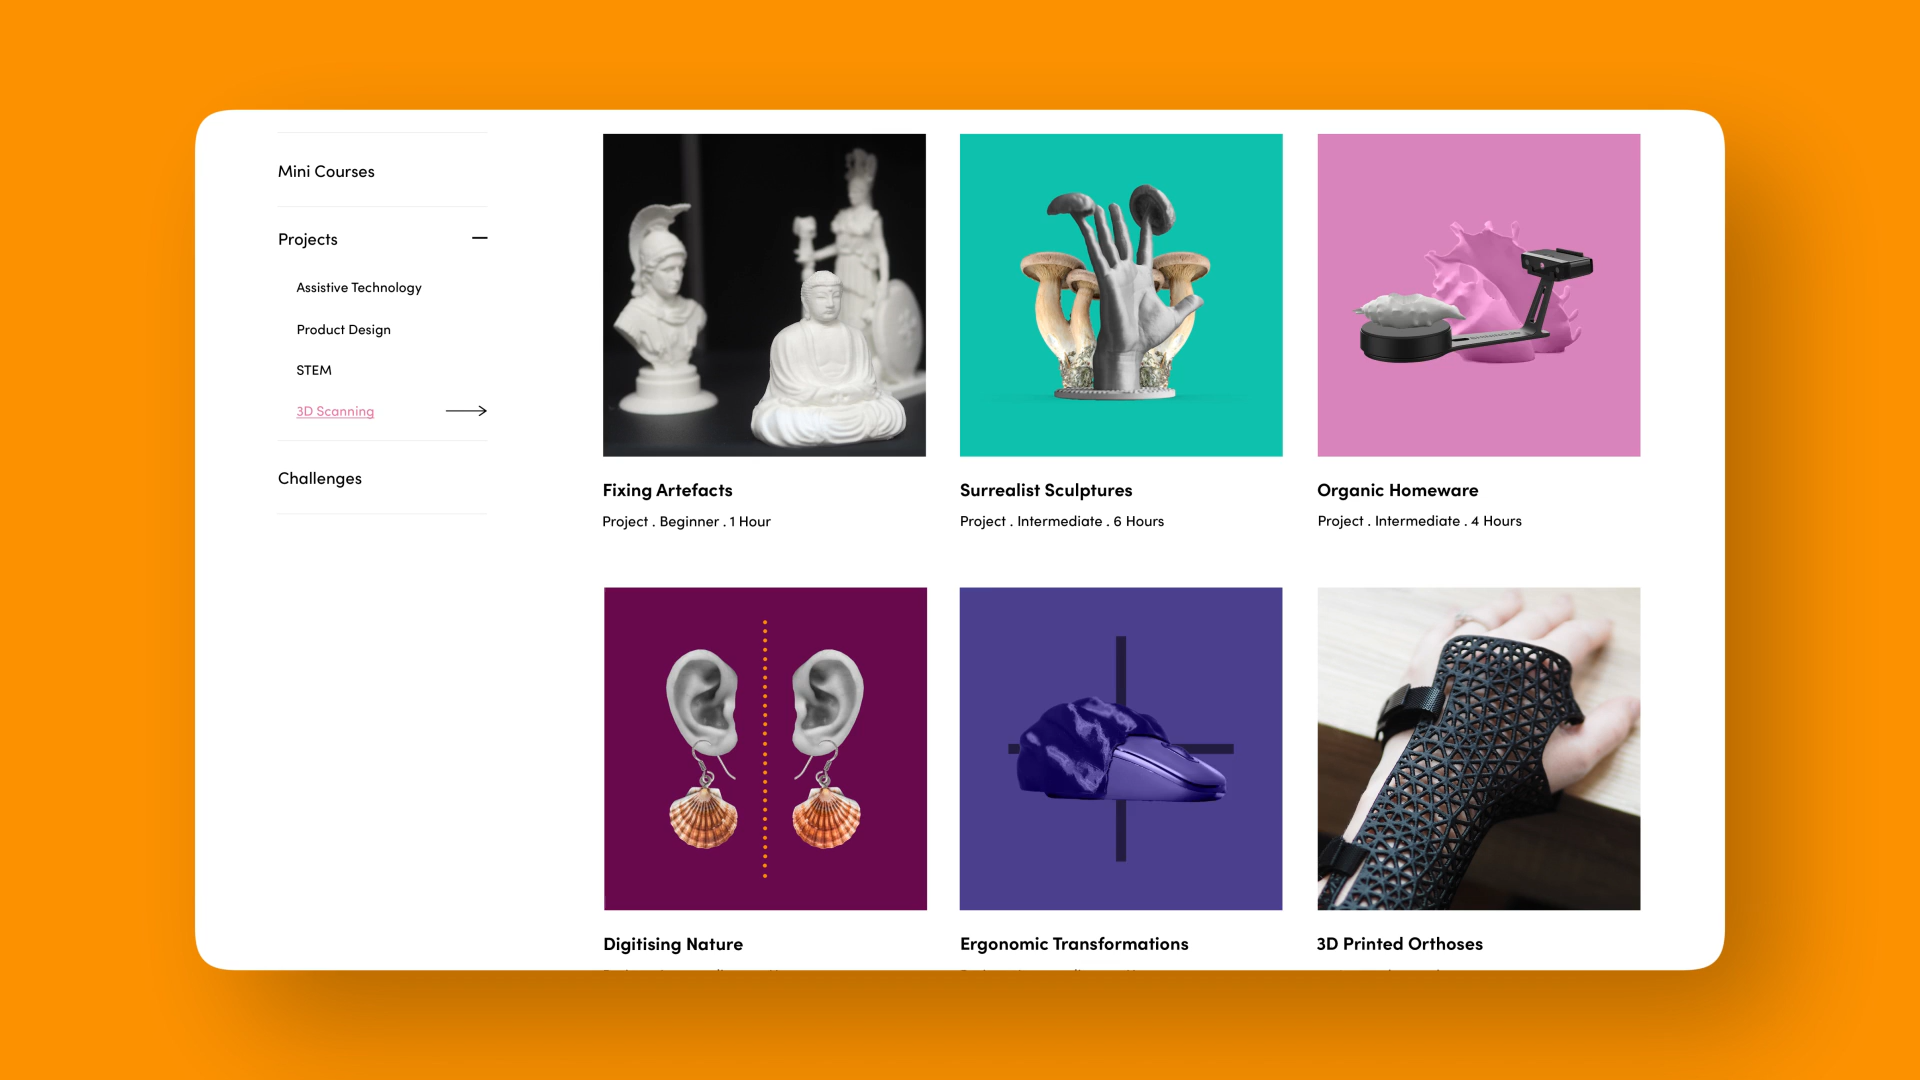 Mini Courses
Projects
Assistive Technology
Product Design
STEM
3D Scanning
Challenges
Fixing Artefacts
Project . Beginner . 1 Hour
Surrealist Sculptures
Project . Intermediate . 6 Hours
Organic Homeware
Project . Intermediate . 4 Hours
Digitising Nature
Ergonomic Transformations
3D Printed Orthoses